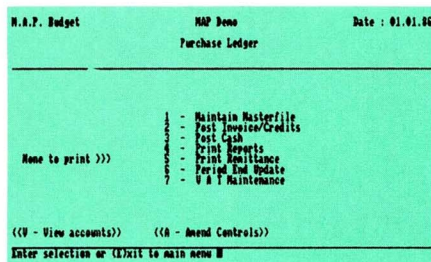 M.A.P. Budget MAP Demo Date : 01.01.86
Purchase Ledger
1 - Maintain Masterfile
2 - Post Invoice/Credits
3 - Post Cash
4 - Print Reports
None to print >>> 5 - Print Remittance
6 - Period End Update
7 - V A T Maintenance
<<V - View accounts>> <<A - Amend Controls>>
Enter selection or (E)xit to main menu